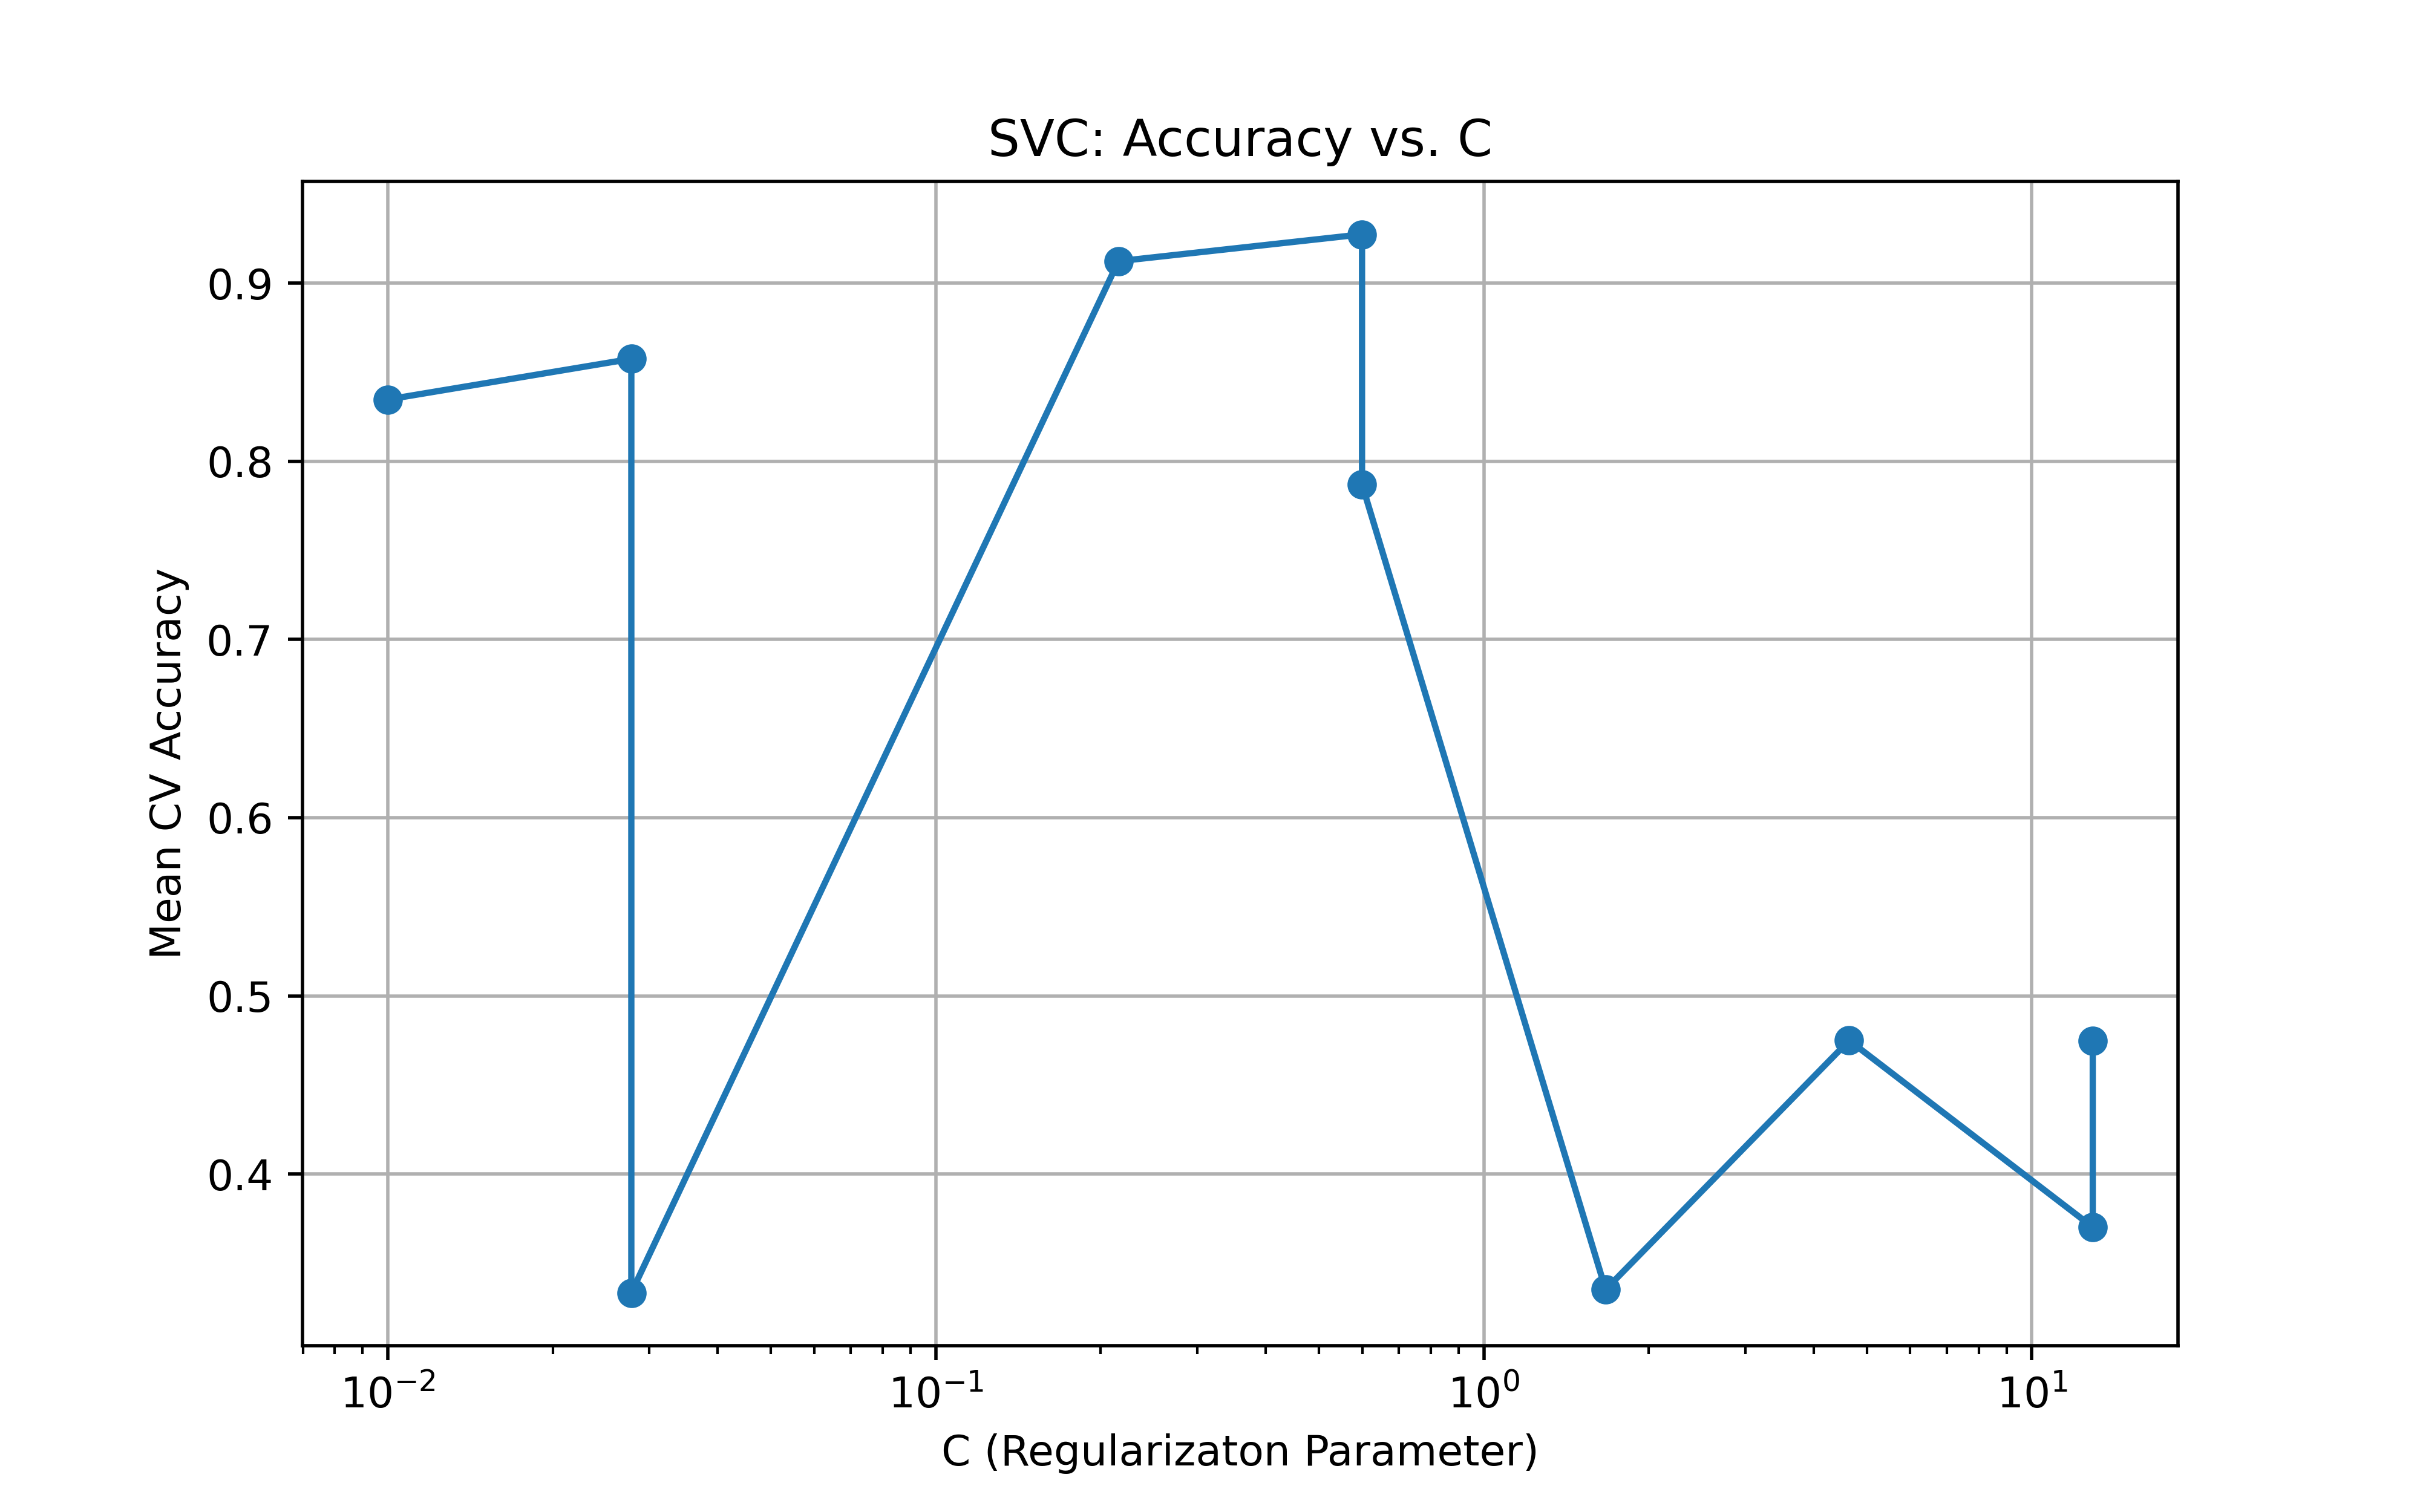 SVC: Accuracy vs. C
Mean CV Accuracy
0.9
0.8
0.7
0.6
0.5
0.4
10⁻² 10⁻¹ 10⁰ 10¹
C (Regularizaton Parameter)